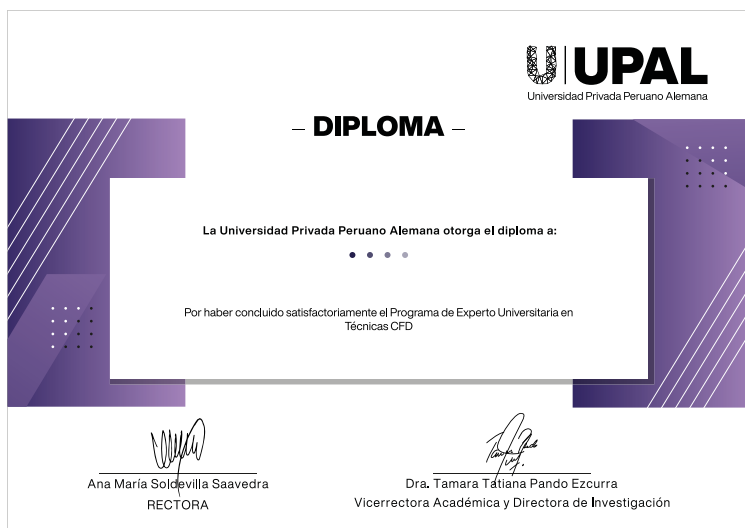 UPAL
Universidad Privada Peruano Alemana
– DIPLOMA –
La Universidad Privada Peruano Alemana otorga el diploma a:
Por haber concluido satisfactoriamente el Programa de Experto Universitaria en
Técnicas CFD
Ana María Soldevilla Saavedra
RECTORA
Dra. Tamara Tatiana Pando Ezcurra
Vicerrectora Académica y Directora de Investigación